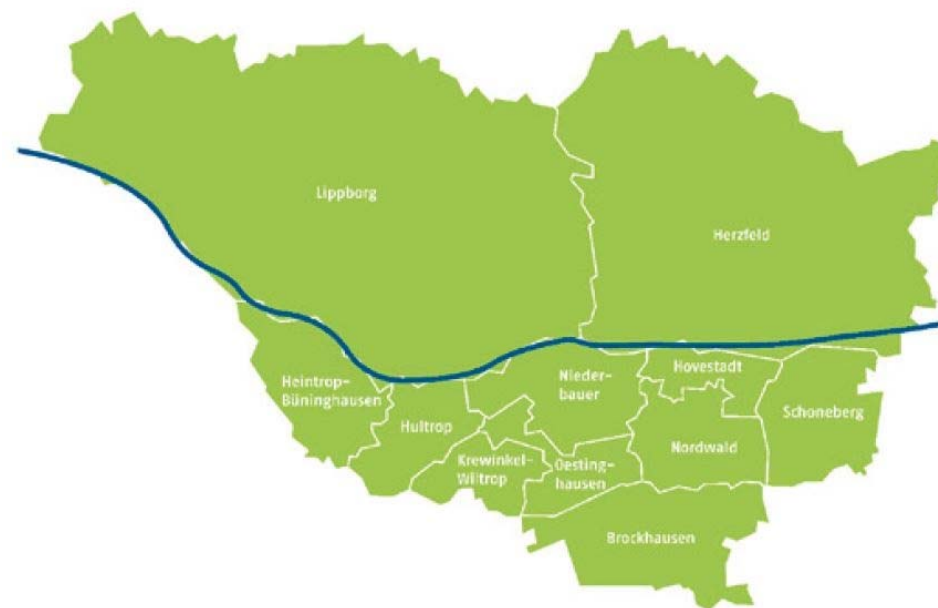 Lippborg
Herzfeld
Heintrop-
Büninghausen
Hultrop
Krewinkel-
Wiltrop
Nieder-
bauer
Oesting-
hausen
Hovestadt
Nordwald
Schoneberg
Brockhausen